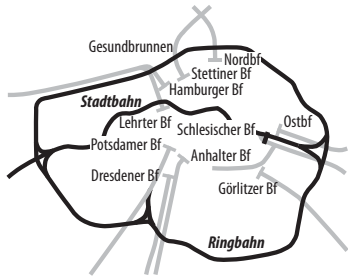 Gesundbrunnen
Nordbf
Stettiner Bf
Hamburger Bf
Stadtbahn
Lehrter Bf
Schlesischer Bf
Ostbf
Potsdamer Bf
Anhalter Bf
Dresdener Bf
Görlitzer Bf
Ringbahn